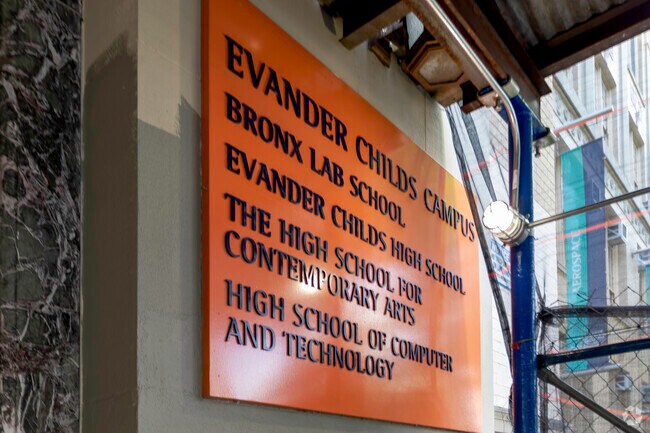 EVANDER CHILDS CAMPUS
BRONX LAB SCHOOL
EVANDER CHILDS HIGH SCHOOL
THE HIGH SCHOOL FOR
CONTEMPORARY ARTS
HIGH SCHOOL OF COMPUTER
AND TECHNOLOGY
AEROSPACE